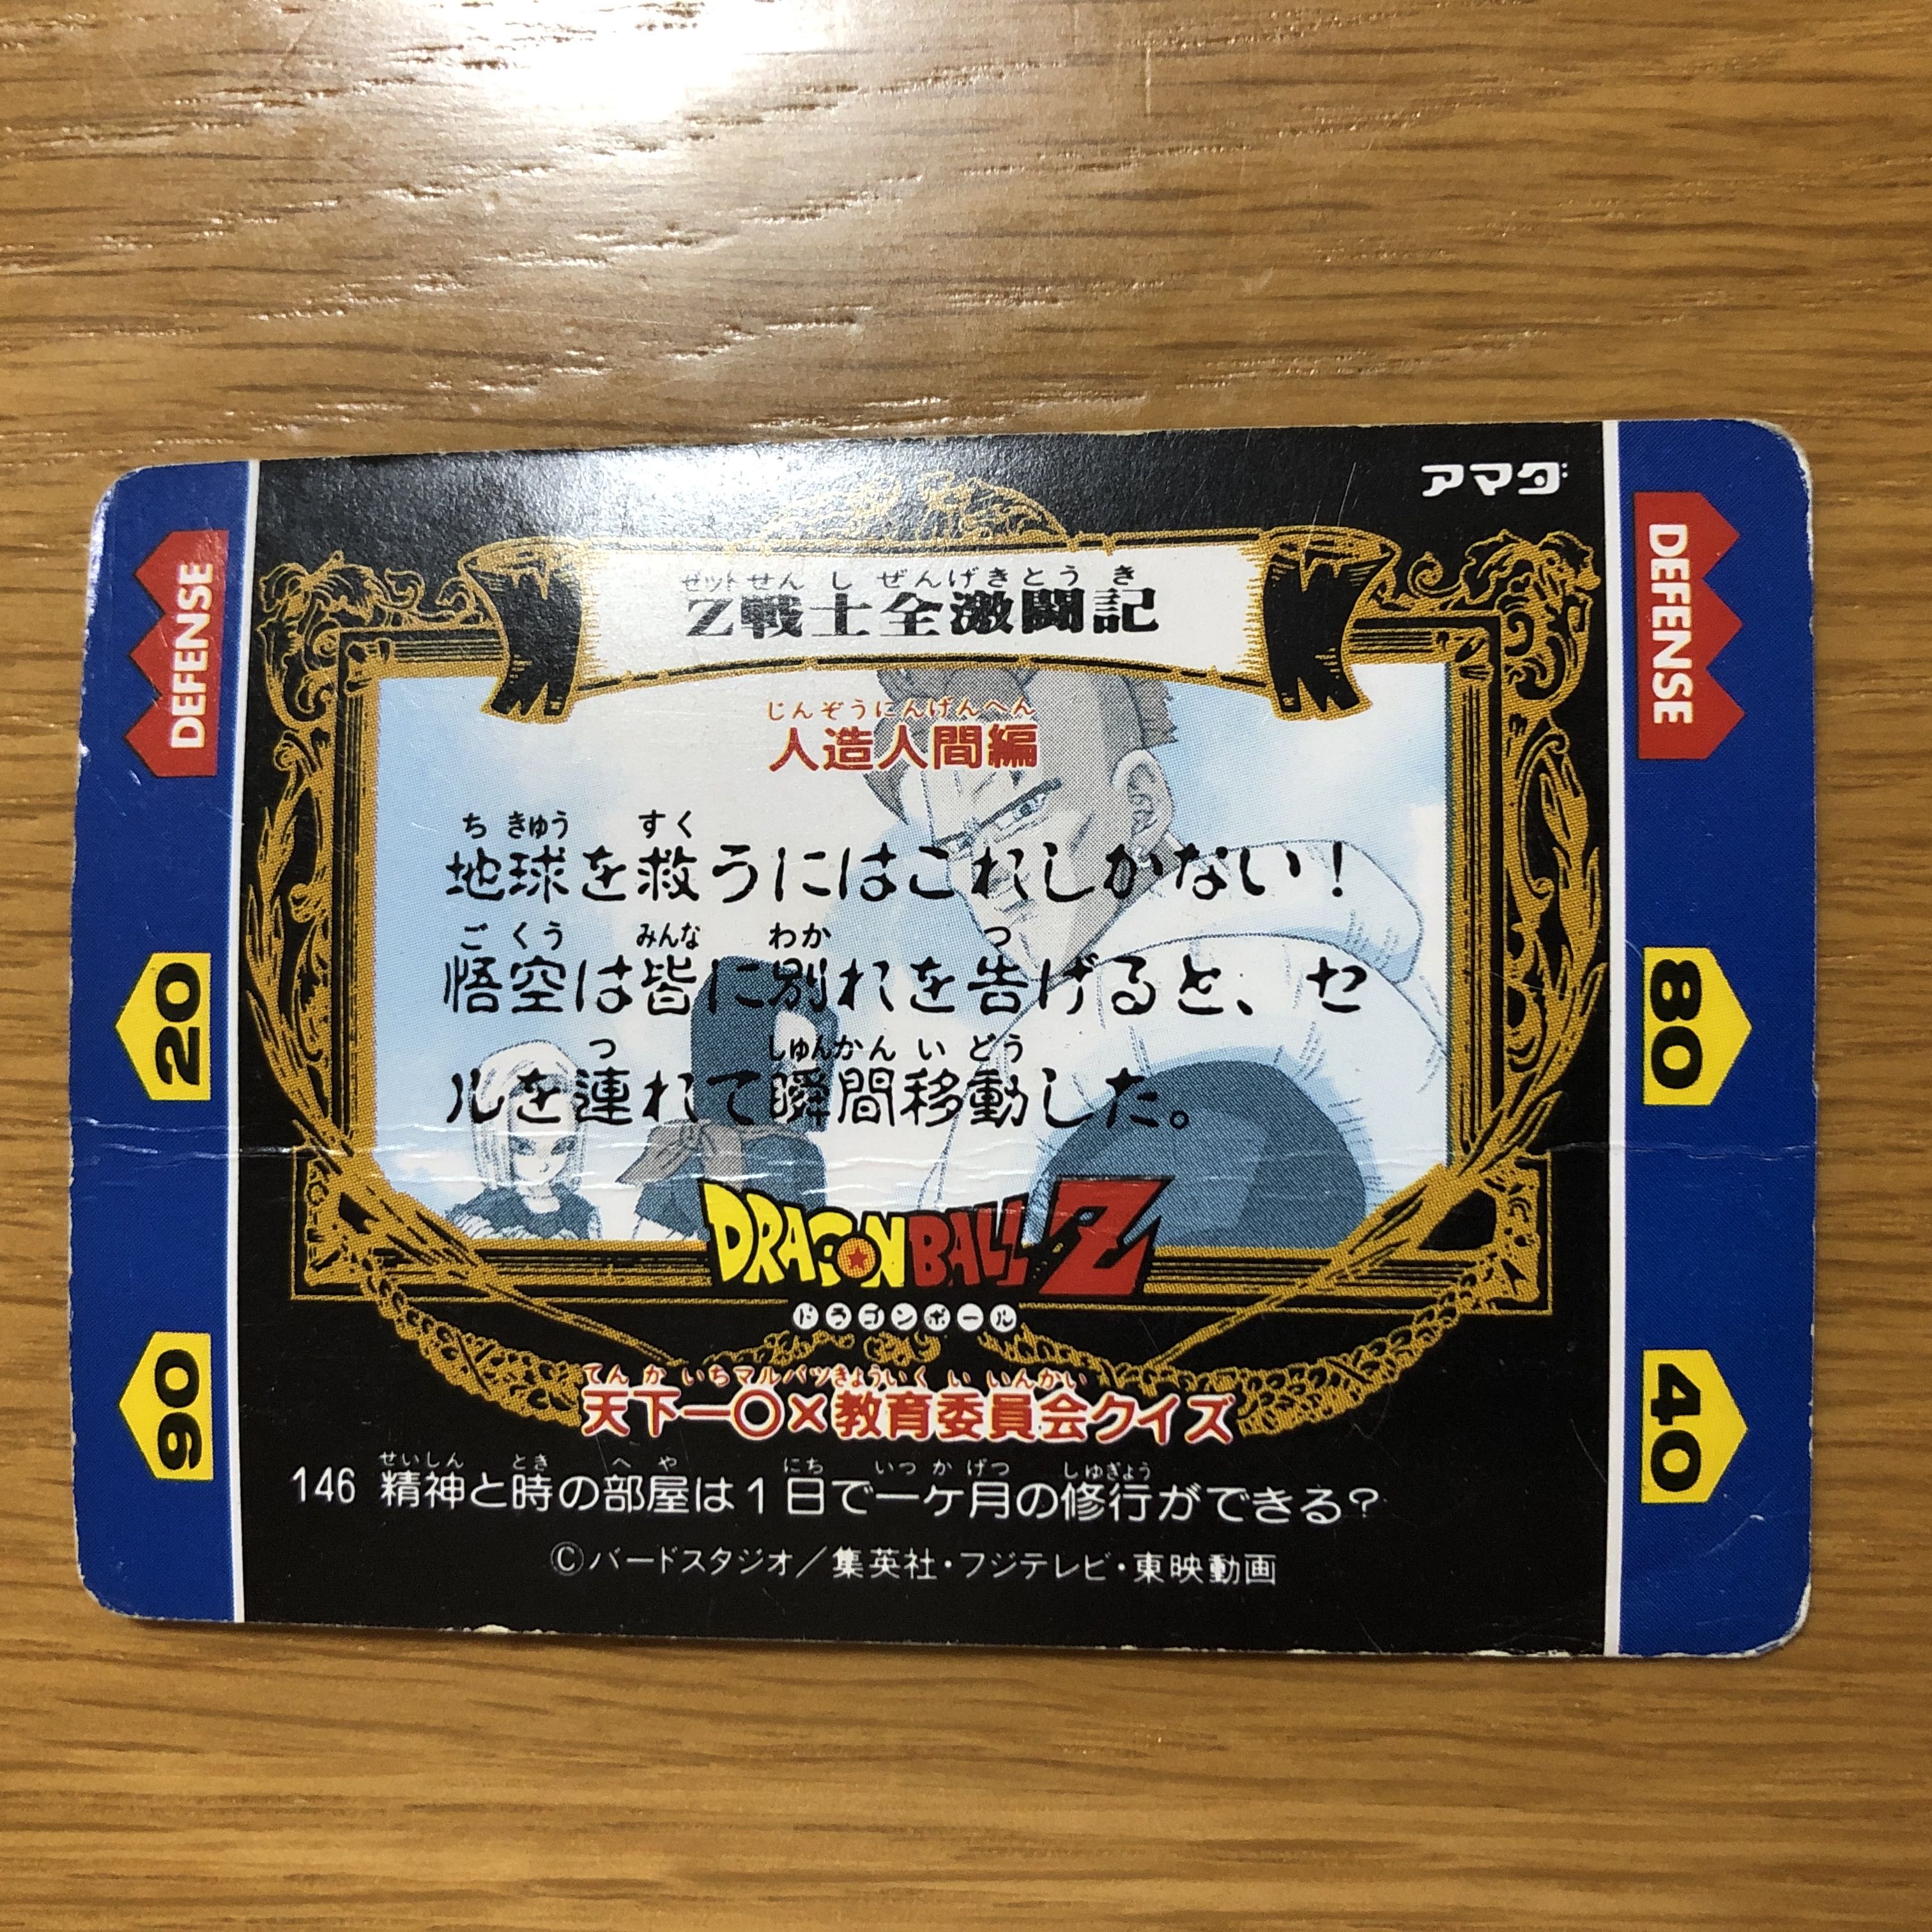 アマダ
ゼットせんしぜんげきとうき
Z戦士全激闘記
じんぞうにんげんへん
人造人間編
ちきゅう すく
地球を救うにはこれしかない!
ごくう みんな わか つ
悟空は皆に別れを告げると、セ
つ しゅんかんいどう
ルを連れて瞬間移動した。
DRAGON BALL Z
ドラゴンボール
てんかいちマルバツきょういくいいんかい
天下一〇×教育委員会クイズ
せいしん とき へや にち いっかげつ しゅぎょう
146 精神と時の部屋は1日で一ケ月の修行ができる?
©バードスタジオ/集英社・フジテレビ・東映動画
DEFENSE
20
90
DEFENSE
80
40